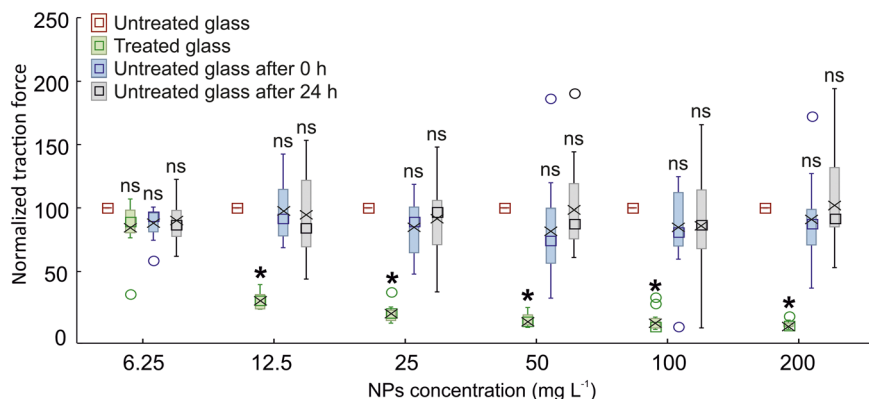 250
200
150
100
50
0
Normalized traction force
Untreated glass
Treated glass
Untreated glass after 0 h
Untreated glass after 24 h
ns ns ns
* ns ns
* ns ns
* ns ns
* ns ns
* ns ns
6.25 12.5 25 50 100 200
NPs concentration (mg L⁻¹)